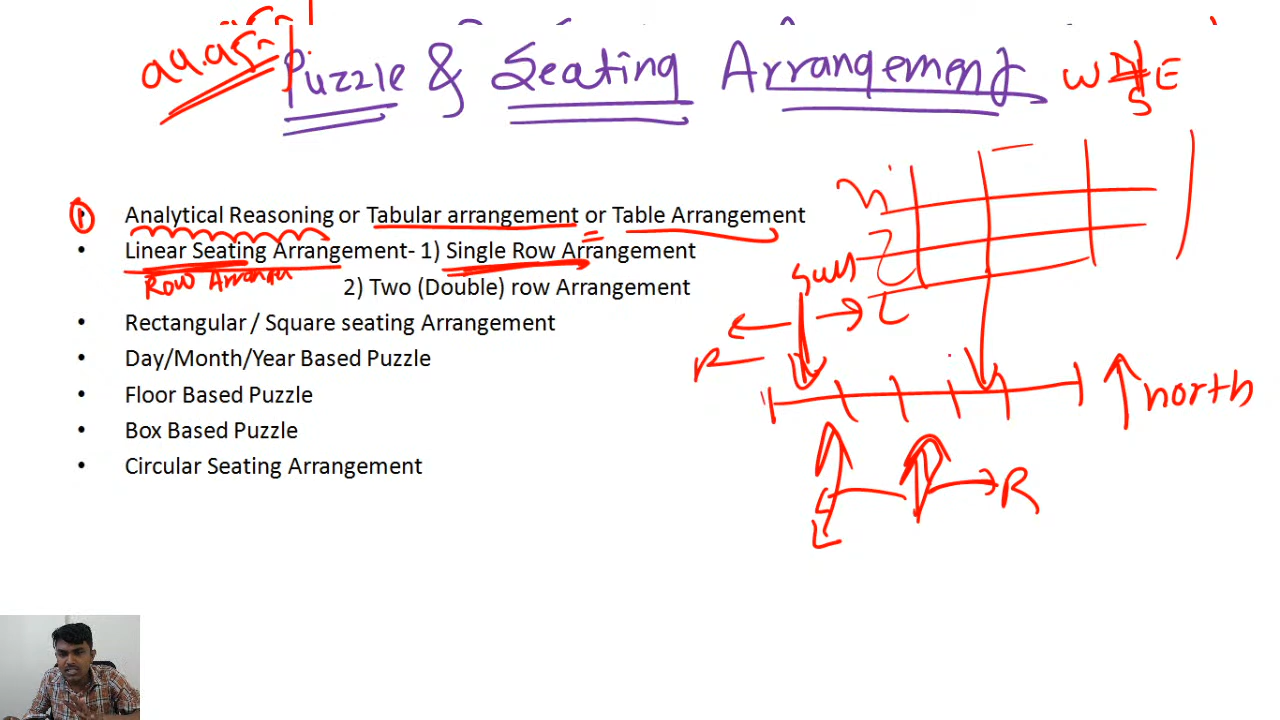 Puzzle & Seating Arrangement
W E
S
① Analytical Reasoning or Tabular arrangement or Table Arrangement
• Linear Seating Arrangement- 1) Single Row Arrangement
Row Arrange
2) Two (Double) row Arrangement
• Rectangular / Square seating Arrangement
• Day/Month/Year Based Puzzle
• Floor Based Puzzle
• Box Based Puzzle
• Circular Seating Arrangement
L
R
north
R
L